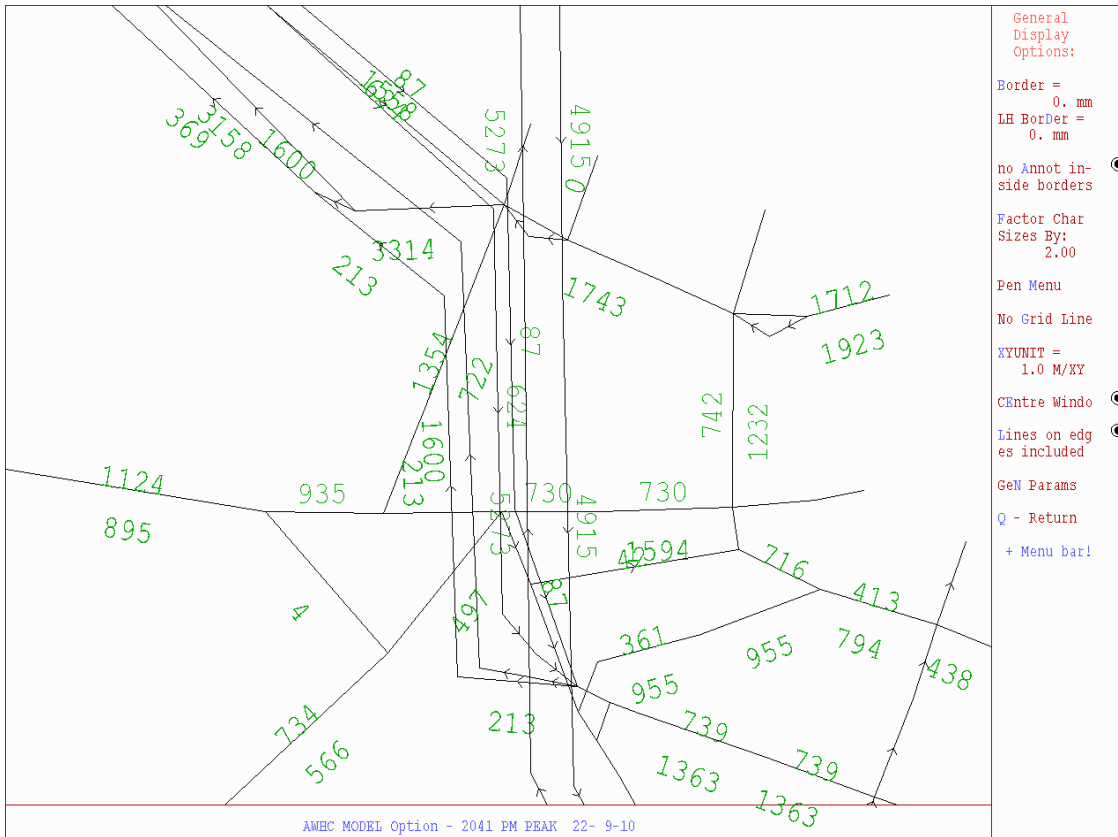 General
Display
Options:
Border =
0. mm
LH BorDer =
0. mm
no Annot in-
side borders
Factor Char
Sizes By:
2.00
Pen Menu
No Grid Line
XYUNIT =
1.0 M/XY
CEntre Windo
Lines on edg
es included
GeN Params
Q - Return
+ Menu bar!
87
5273
4915
0
369
3158
1600
3314
213
1743
1712
1923
1354
722
87
624
742
1232
1600
213
1124
895
935
730
730
5273
4915
1594
716
413
87
4
497
361
955
794
438
955
734
566
213
739
739
1363
1363
AWHC MODEL Option - 2041 PM PEAK 22- 9-10